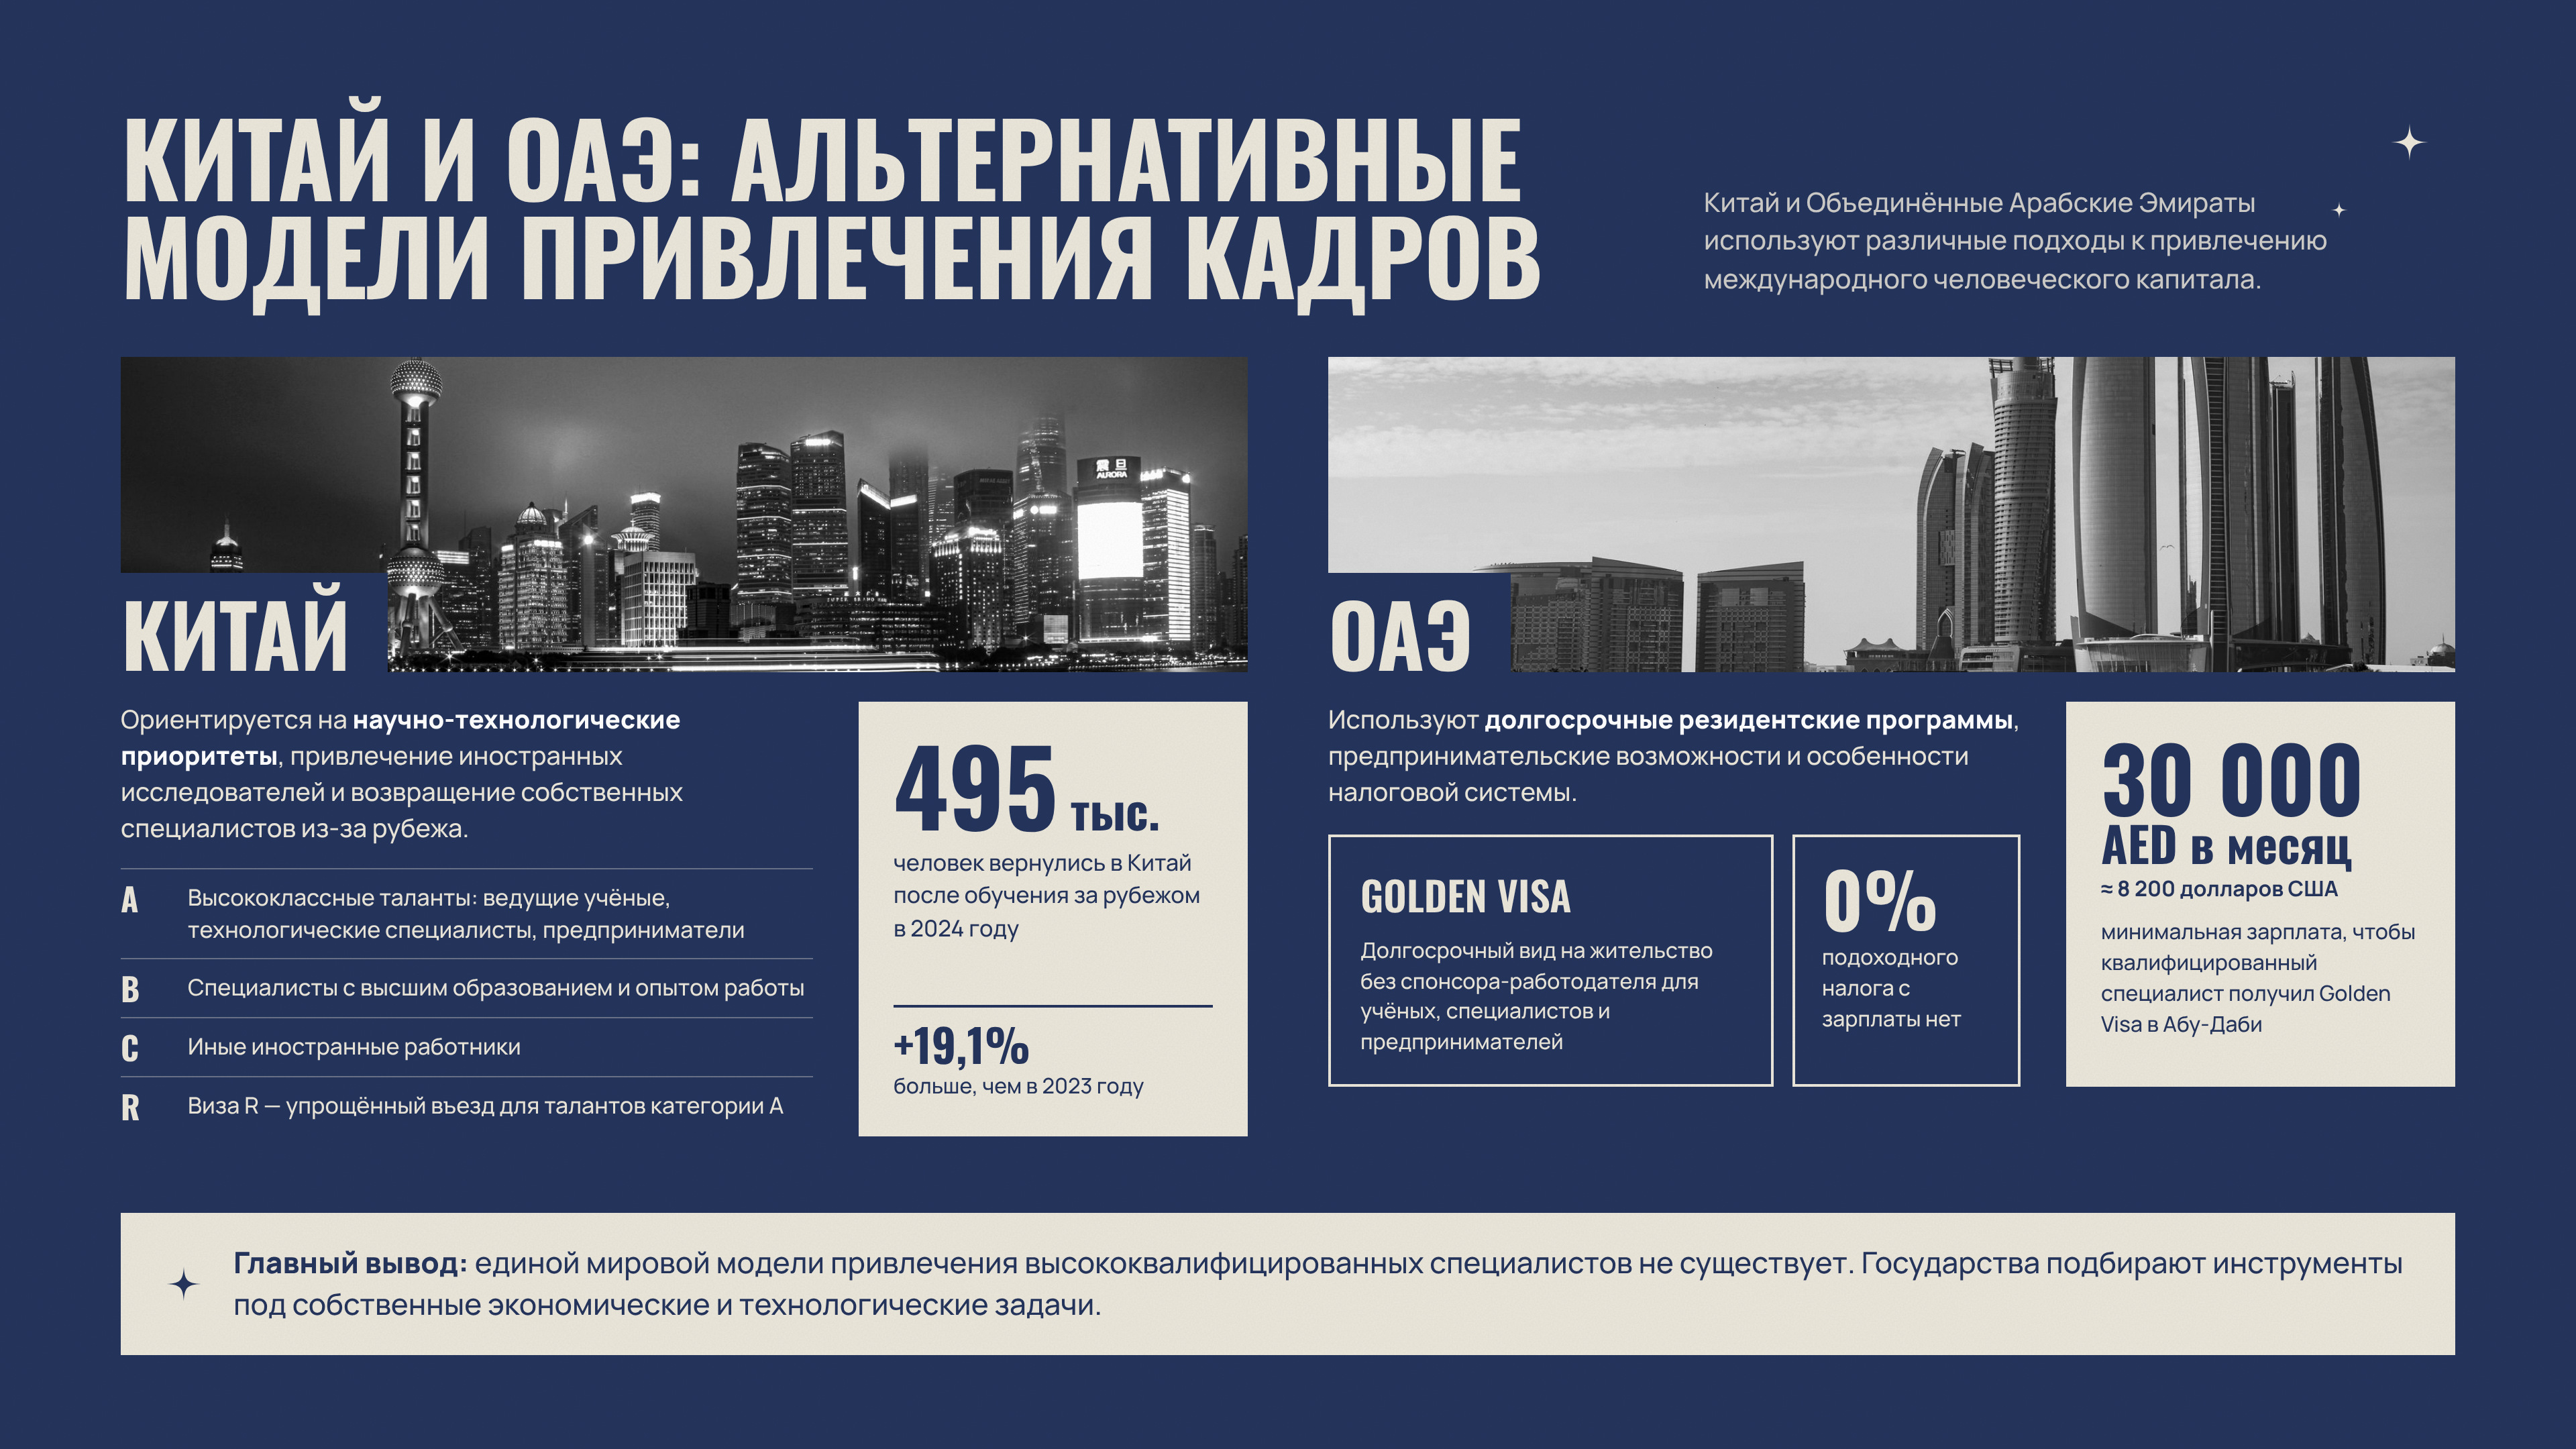 КИТАЙ И ОАЭ: АЛЬТЕРНАТИВНЫЕ
МОДЕЛИ ПРИВЛЕЧЕНИЯ КАДРОВ
Китай и Объединённые Арабские Эмираты
используют различные подходы к привлечению
международного человеческого капитала.
震旦
AURORA
SUPER BRAND MALL
КИТАЙ
Ориентируется на научно-технологические
приоритеты, привлечение иностранных
исследователей и возвращение собственных
специалистов из-за рубежа.
A Высококлассные таланты: ведущие учёные,
технологические специалисты, предприниматели
B Специалисты с высшим образованием и опытом работы
C Иные иностранные работники
R Виза R — упрощённый въезд для талантов категории А
495 тыс.
человек вернулись в Китай
после обучения за рубежом
в 2024 году
+19,1%
больше, чем в 2023 году
ОАЭ
Используют долгосрочные резидентские программы,
предпринимательские возможности и особенности
налоговой системы.
GOLDEN VISA
Долгосрочный вид на жительство
без спонсора-работодателя для
учёных, специалистов и
предпринимателей
0%
подоходного
налога с
зарплаты нет
30 000
AED в месяц
≈ 8 200 долларов США
минимальная зарплата, чтобы
квалифицированный
специалист получил Golden
Visa в Абу-Даби
Главный вывод: единой мировой модели привлечения высококвалифицированных специалистов не существует. Государства подбирают инструменты
под собственные экономические и технологические задачи.